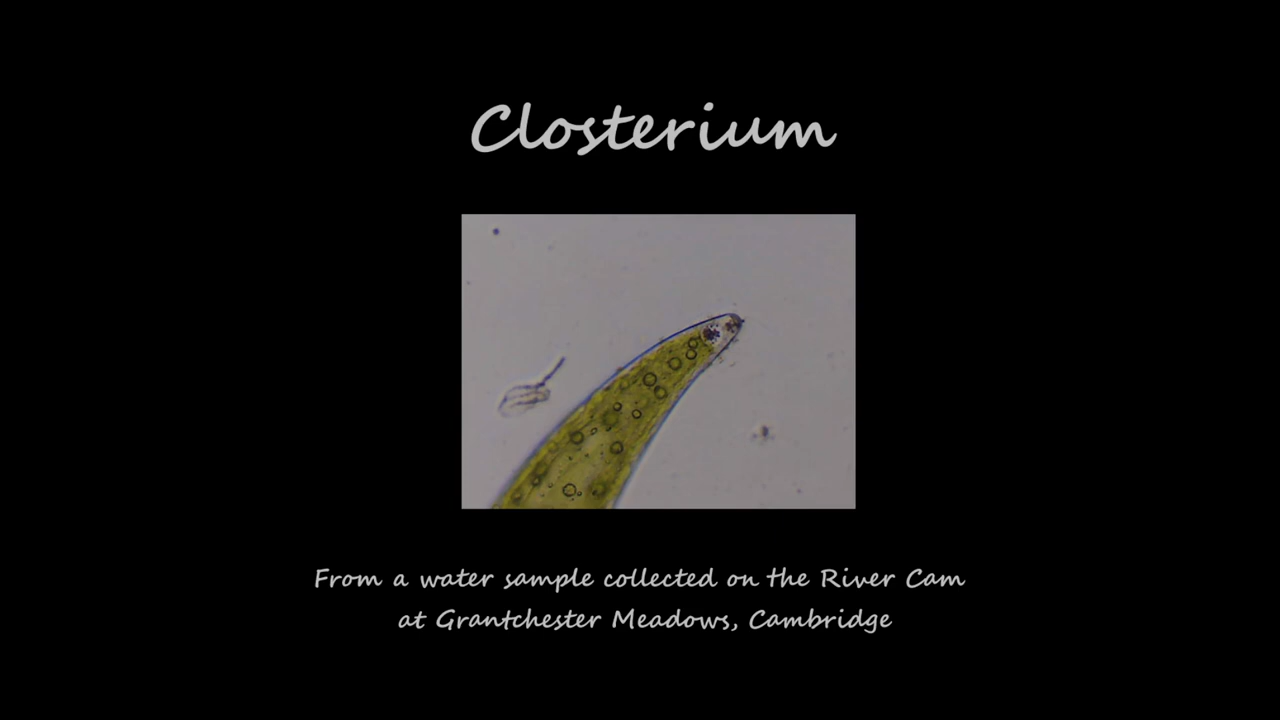 Closterium
From a water sample collected on the River Cam
at Grantchester Meadows, Cambridge